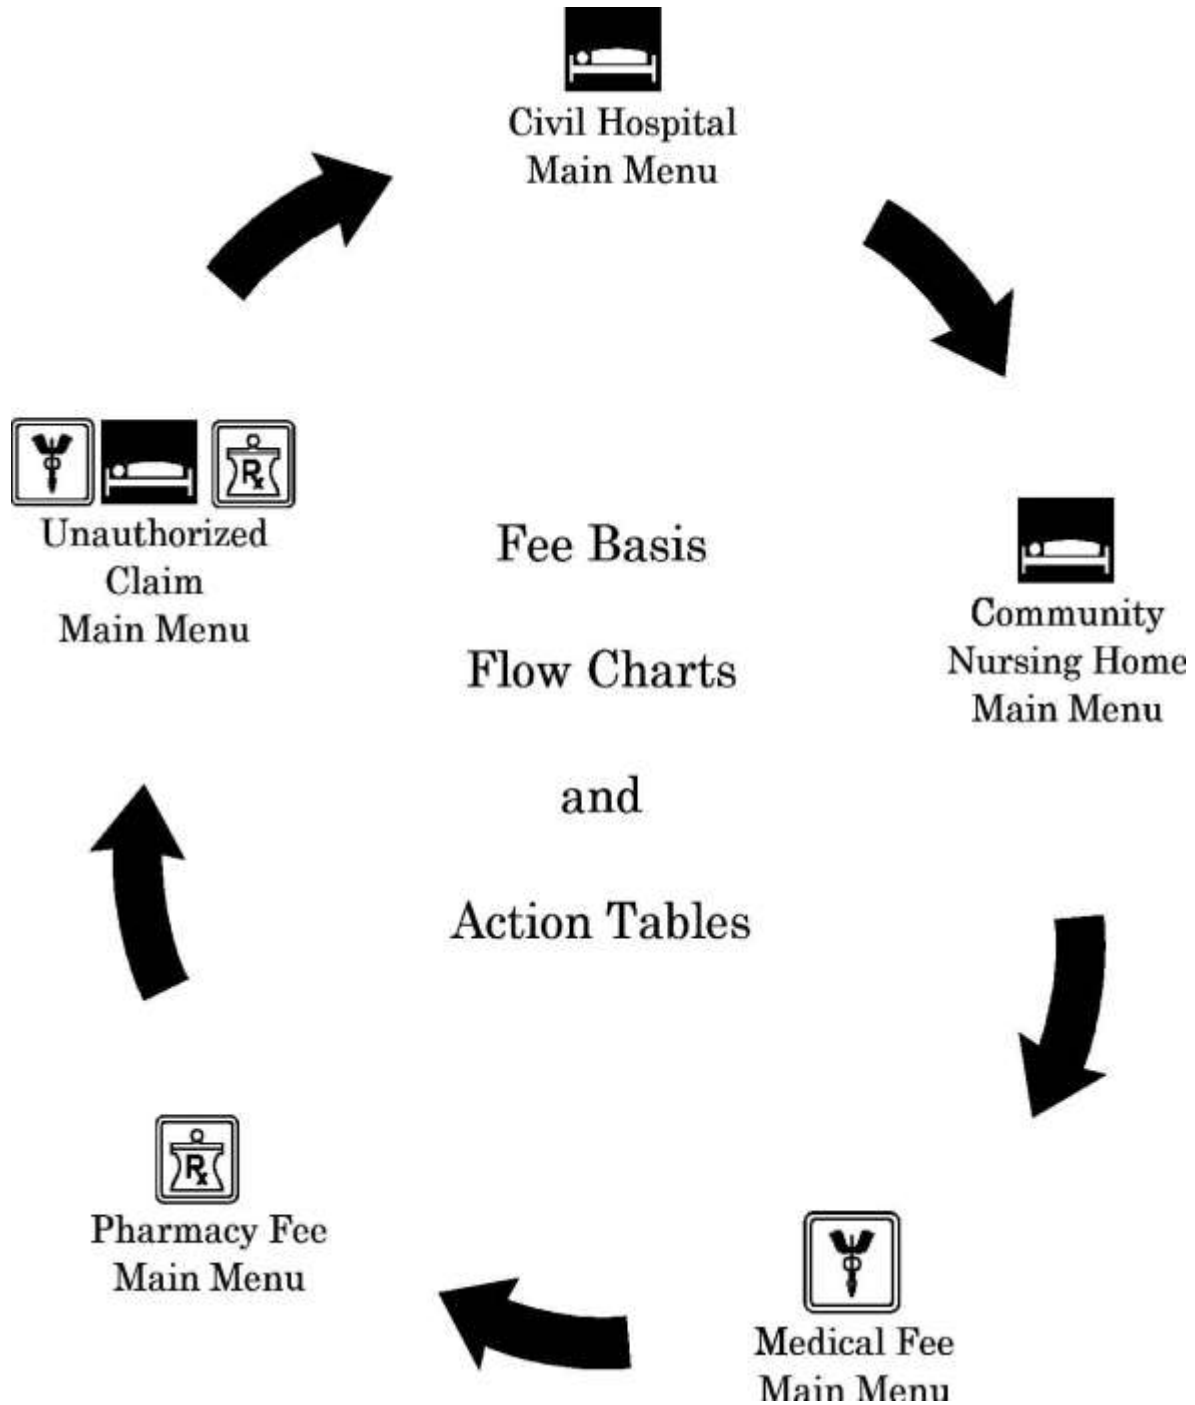 Civil Hospital
Main Menu
Rx
Unauthorized
Claim
Main Menu
Fee Basis
Flow Charts
and
Action Tables
Community
Nursing Home
Main Menu
Rx
Pharmacy Fee
Main Menu
Medical Fee
Main Menu